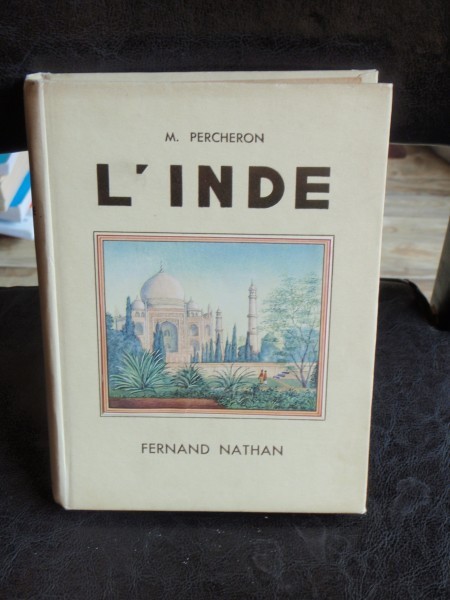 M. PERCHERON
L'INDE
FERNAND NATHAN